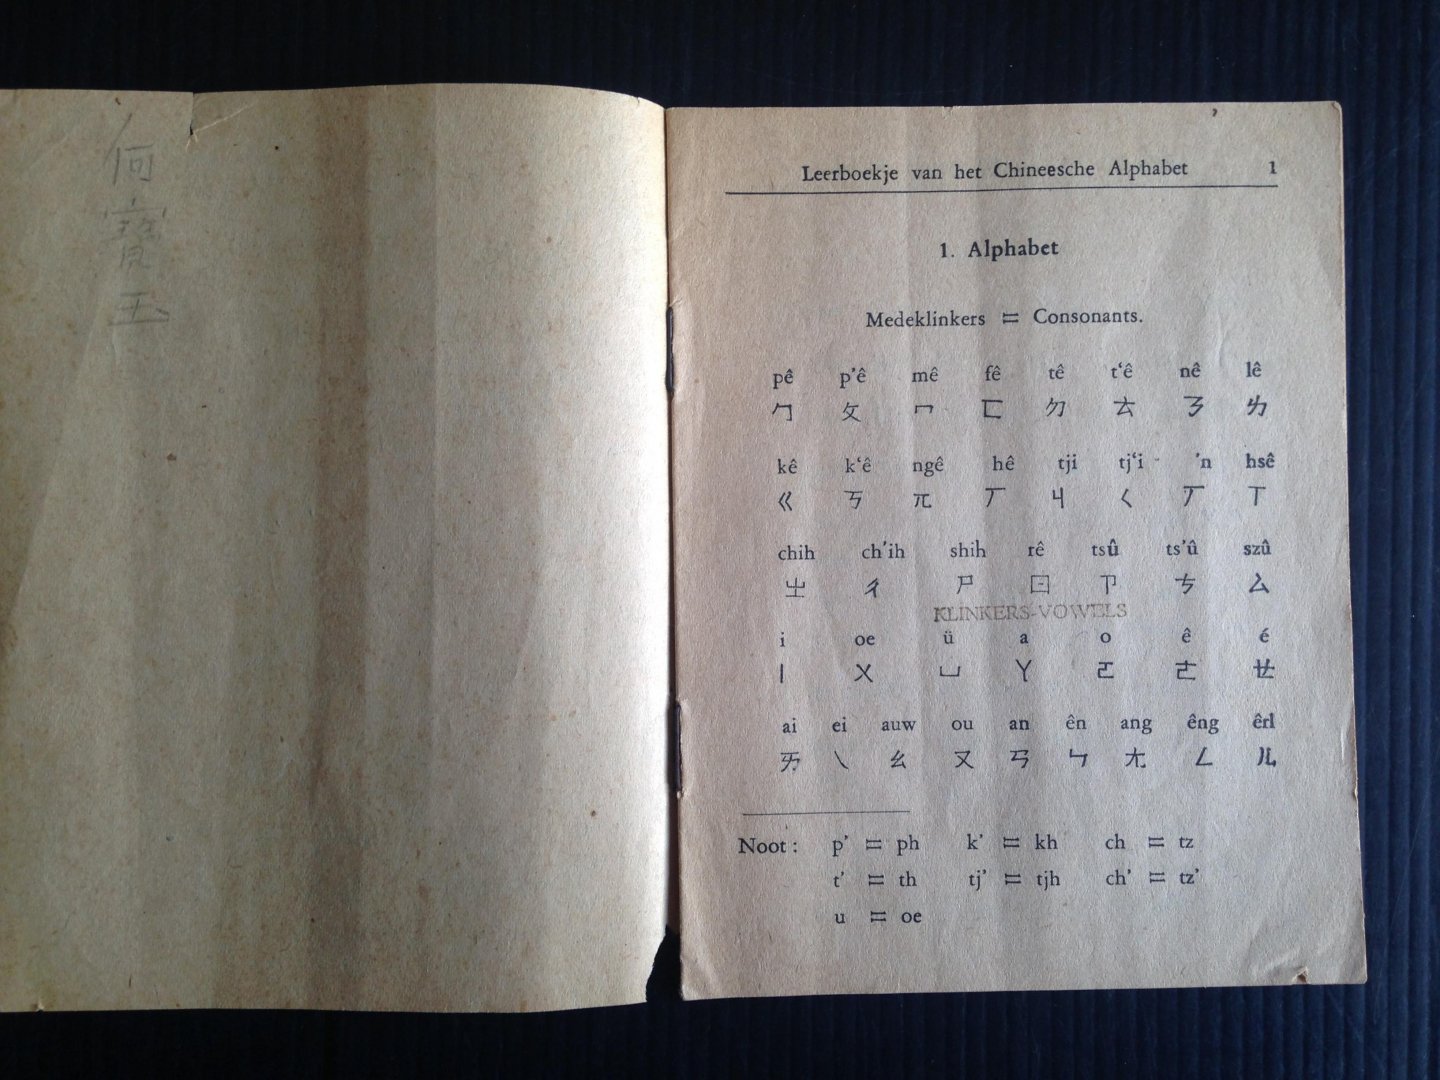 何
寶
玉
Leerboekje van het Chineesche Alphabet 1
1. Alphabet
Medeklinkers = Consonants.
pê p’ê mê fê tê t‘ê nê lê
ㄅ ㄆ ㄇ ㄈ ㄉ ㄊ ㄋ ㄌ
kê k‘ê ngê hê tji tj‘i ’n hsê
ㄍ ㄎ ㄫ ㄏ ㄐ ㄑ ㄏ ㄒ
chih ch’ih shih rê tsû ts’û szû
ㄓ ㄔ ㄕ ㄖ ㄗ ㄘ ㄙ
KLINKERS-VOWELS
i oe ü a o ê é
ㄧ ㄨ ㄩ ㄚ ㄛ ㄜ ㄝ
ai ei auw ou an ên ang êng êrl
ㄞ ㄟ ㄠ ㄡ ㄢ ㄣ ㄤ ㄥ ㄦ
Noot: p’ = ph k’ = kh ch = tz
t’ = th tj’ = tjh ch’ = tz’
u = oe